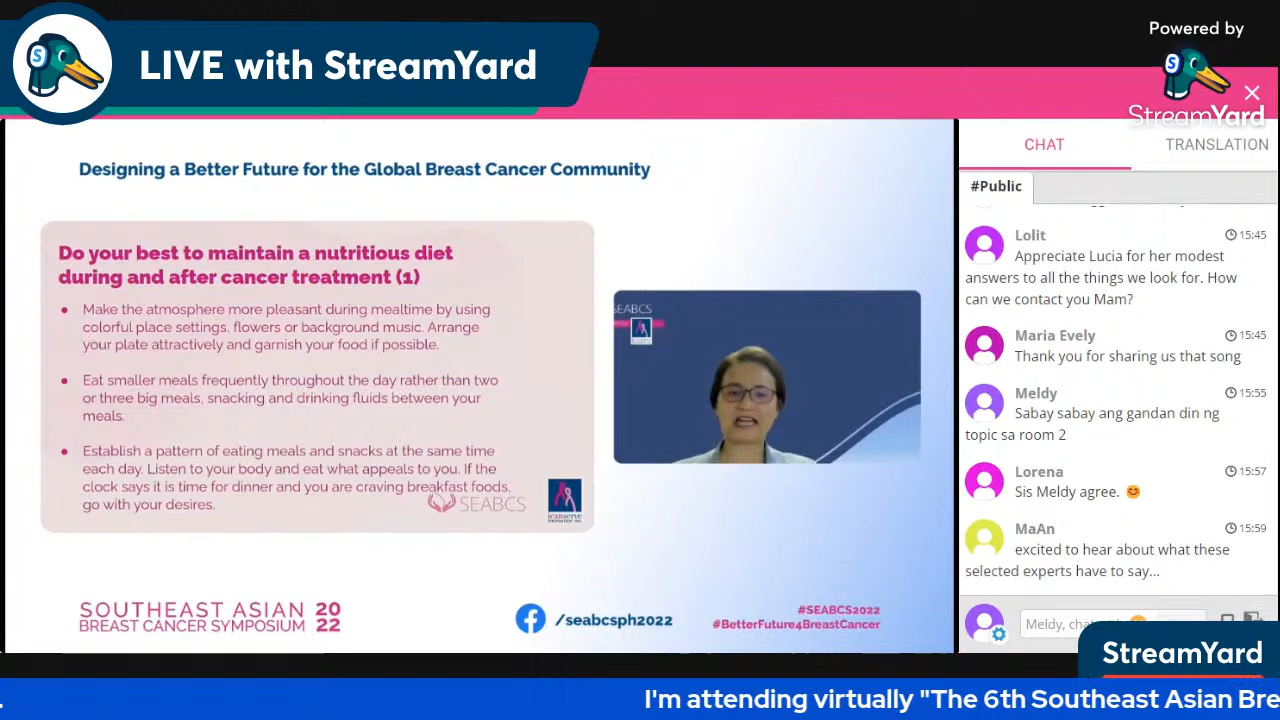 LIVE with StreamYard
Powered by
StreamYard
Designing a Better Future for the Global Breast Cancer Community
Do your best to maintain a nutritious diet
during and after cancer treatment (1)
Make the atmosphere more pleasant during mealtime by using
colorful place settings, flowers or background music. Arrange
your plate attractively and garnish your food if possible.
Eat smaller meals frequently throughout the day rather than two
or three big meals, snacking and drinking fluids between your
meals.
Establish a pattern of eating meals and snacks at the same time
each day. Listen to your body and eat what appeals to you. If the
clock says it is time for dinner and you are craving breakfast foods,
go with your desires.
SEABCS
SEABCS
SOUTHEAST ASIAN
BREAST CANCER SYMPOSIUM
20
22
/seabcsph2022
#SEABCS2022
#BetterFuture4BreastCancer
CHAT
TRANSLATION
#Public
Lolit
15:45
Appreciate Lucia for her modest
answers to all the things we look for. How
can we contact you Mam?
Maria Evely
15:45
Thank you for sharing us that song
Meldy
15:55
Sabay sabay ang gandan din ng
topic sa room 2
Lorena
15:57
Sis Meldy agree. 😊
MaAn
15:59
excited to hear about what these
selected experts have to say...
Meldy,
StreamYard
I'm attending virtually "The 6th Southeast Asian Bre